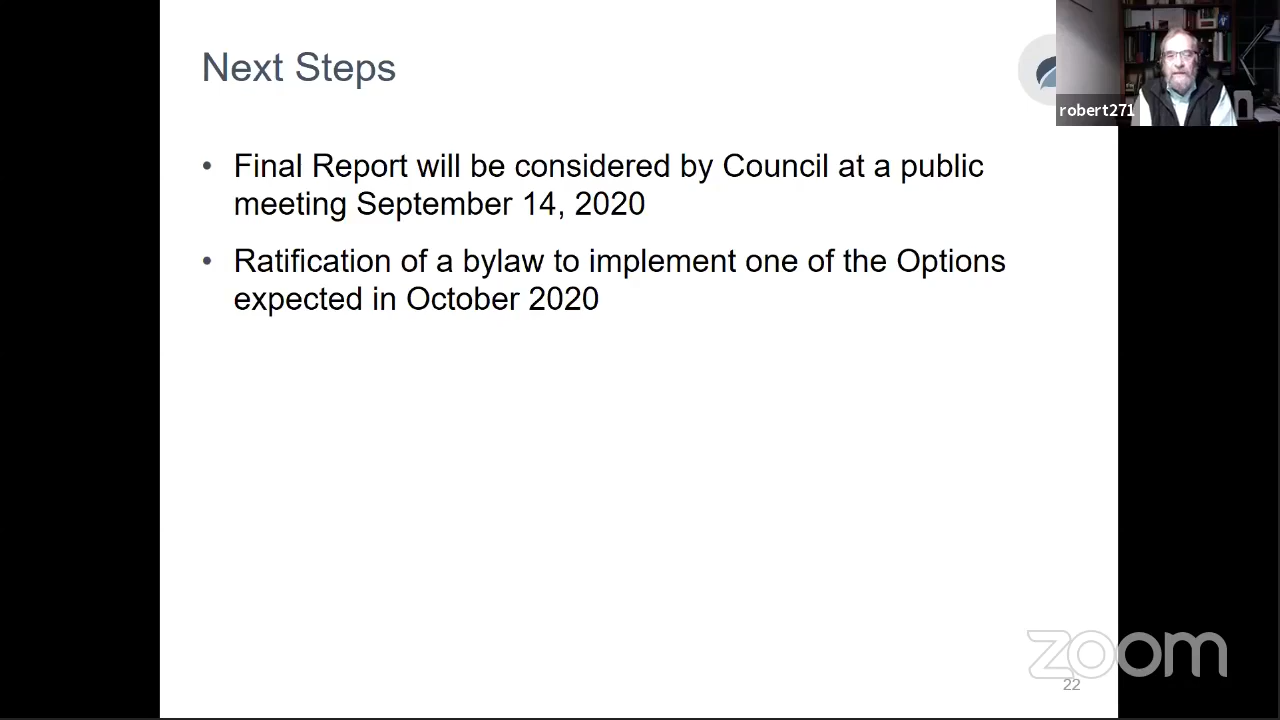 Next Steps
robert271
• Final Report will be considered by Council at a public
meeting September 14, 2020
• Ratification of a bylaw to implement one of the Options
expected in October 2020
zoom
22